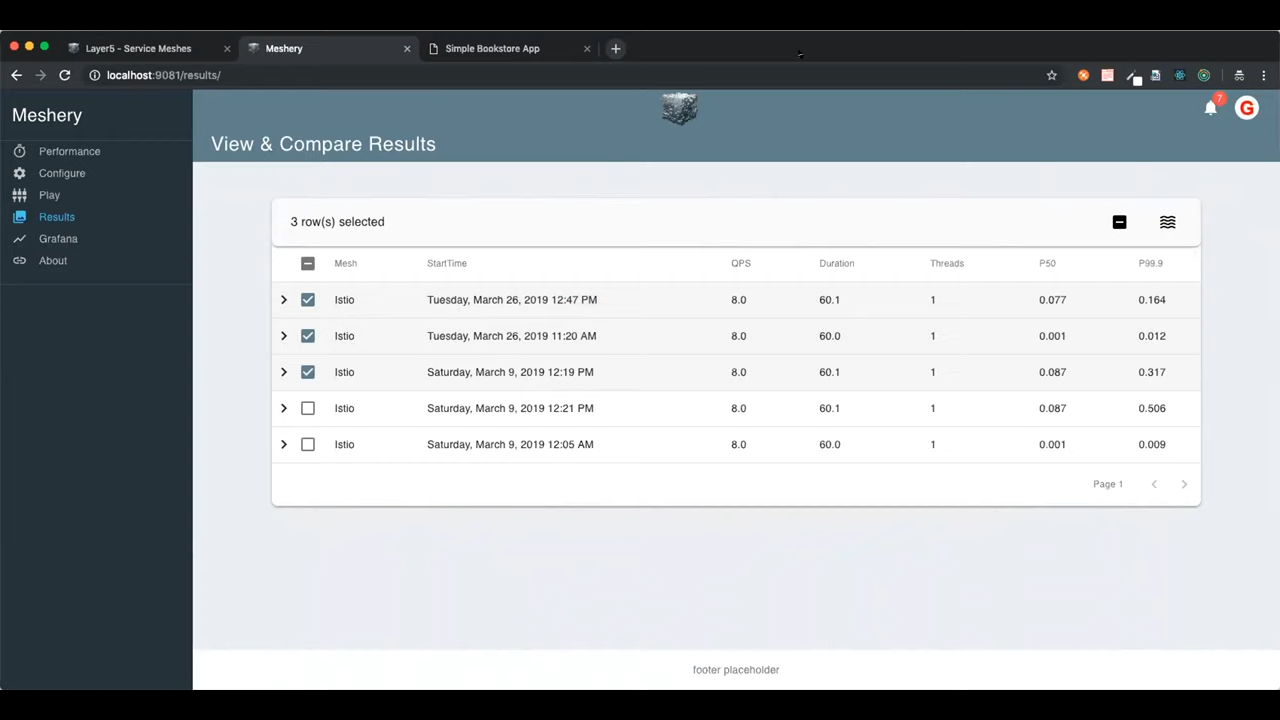 Layer5 - Service Meshes
Meshery
Simple Bookstore App
localhost:9081/results/
Meshery
7
G
View & Compare Results
Performance
Configure
Play
Results
Grafana
About
3 row(s) selected
Mesh StartTime QPS Duration Threads P50 P99.9
Istio Tuesday, March 26, 2019 12:47 PM 8.0 60.1 1 0.077 0.164
Istio Tuesday, March 26, 2019 11:20 AM 8.0 60.0 1 0.001 0.012
Istio Saturday, March 9, 2019 12:19 PM 8.0 60.1 1 0.087 0.317
Istio Saturday, March 9, 2019 12:21 PM 8.0 60.1 1 0.087 0.506
Istio Saturday, March 9, 2019 12:05 AM 8.0 60.0 1 0.001 0.009
Page 1
footer placeholder